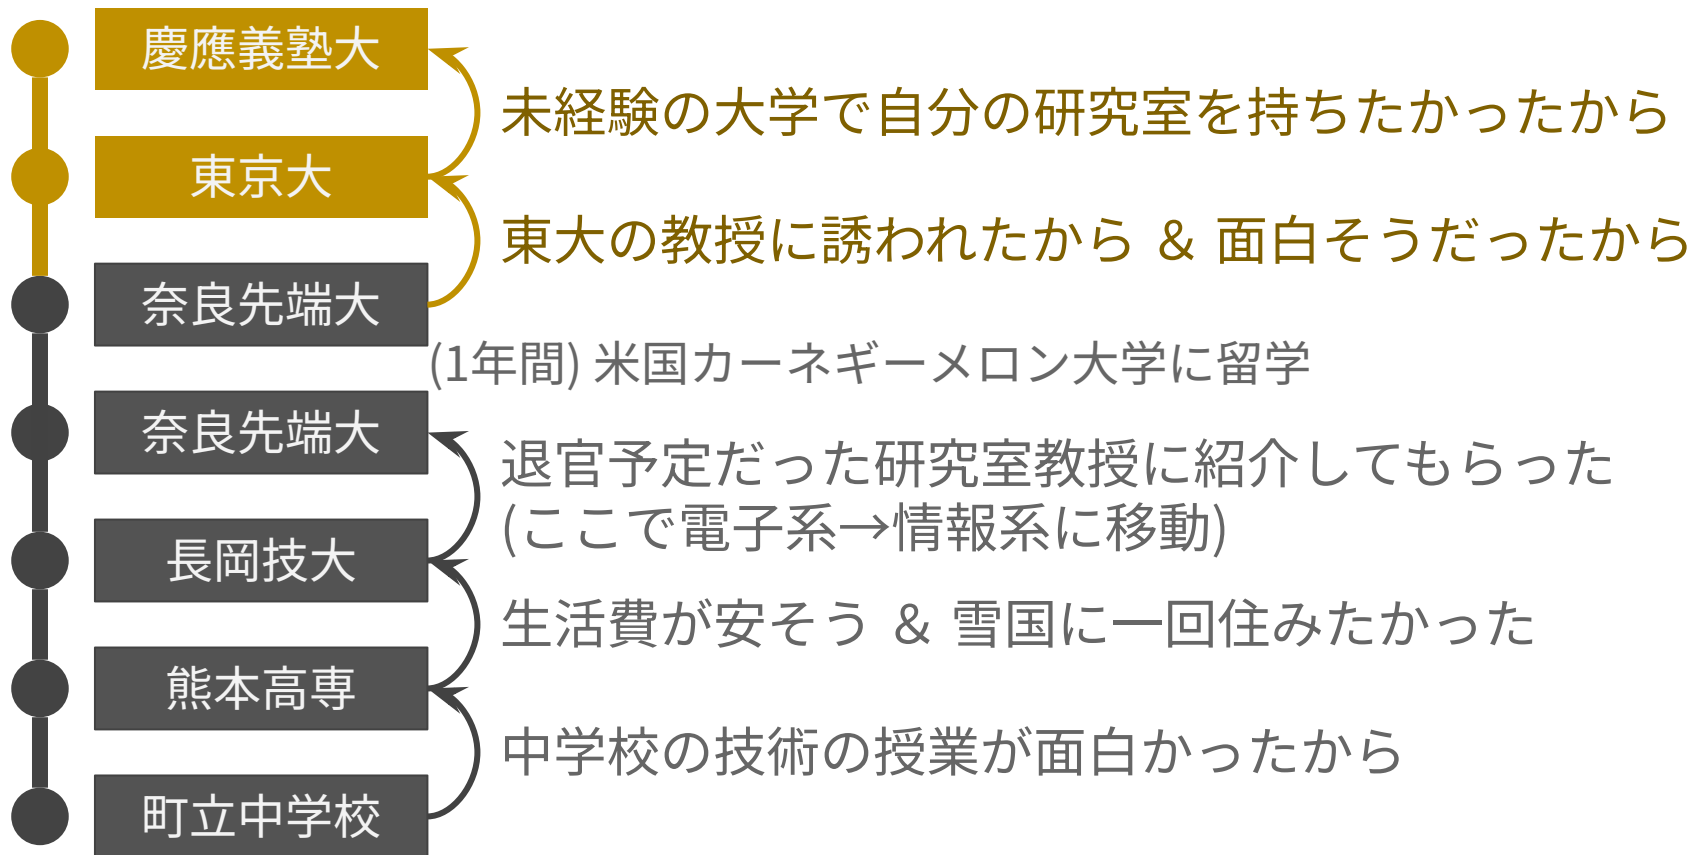 慶應義塾大
未経験の大学で自分の研究室を持ちたかったから
東京大
東大の教授に誘われたから ＆ 面白そうだったから
奈良先端大
(1年間) 米国カーネギーメロン大学に留学
奈良先端大
退官予定だった研究室教授に紹介してもらった
(ここで電子系→情報系に移動)
長岡技大
生活費が安そう ＆ 雪国に一回住みたかった
熊本高専
中学校の技術の授業が面白かったから
町立中学校